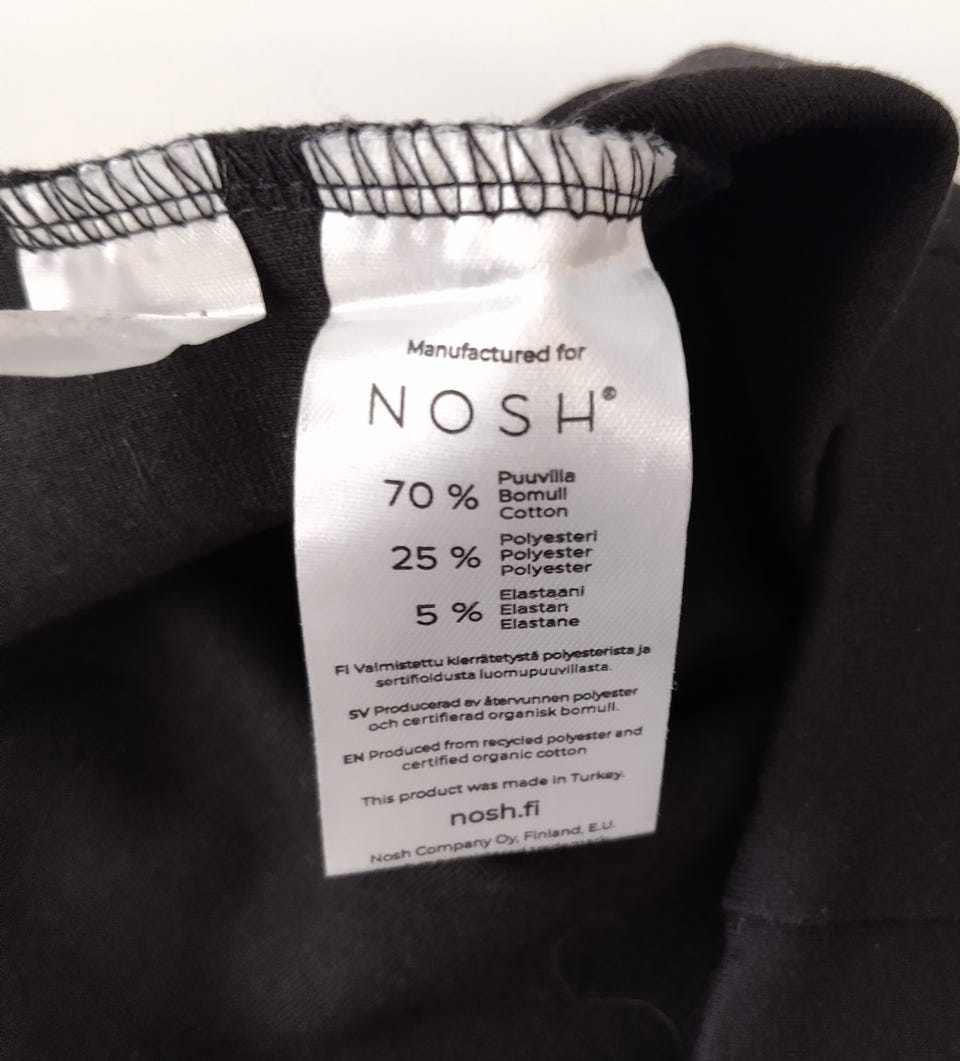 Manufactured for
NOSH®
70 % Puuvilla
Bomull
Cotton
25 % Polyesteri
Polyester
Polyester
5 % Elastaani
Elastan
Elastane
FI Valmistettu kierrätetystä polyesterista ja
sertifioidusta luomupuuvillasta.
SV Producerad av återvunnen polyester
och certifierad organisk bomull.
EN Produced from recycled polyester and
certified organic cotton
This product was made in Turkey.
nosh.fi
Nosh Company Oy, Finland, E.U.